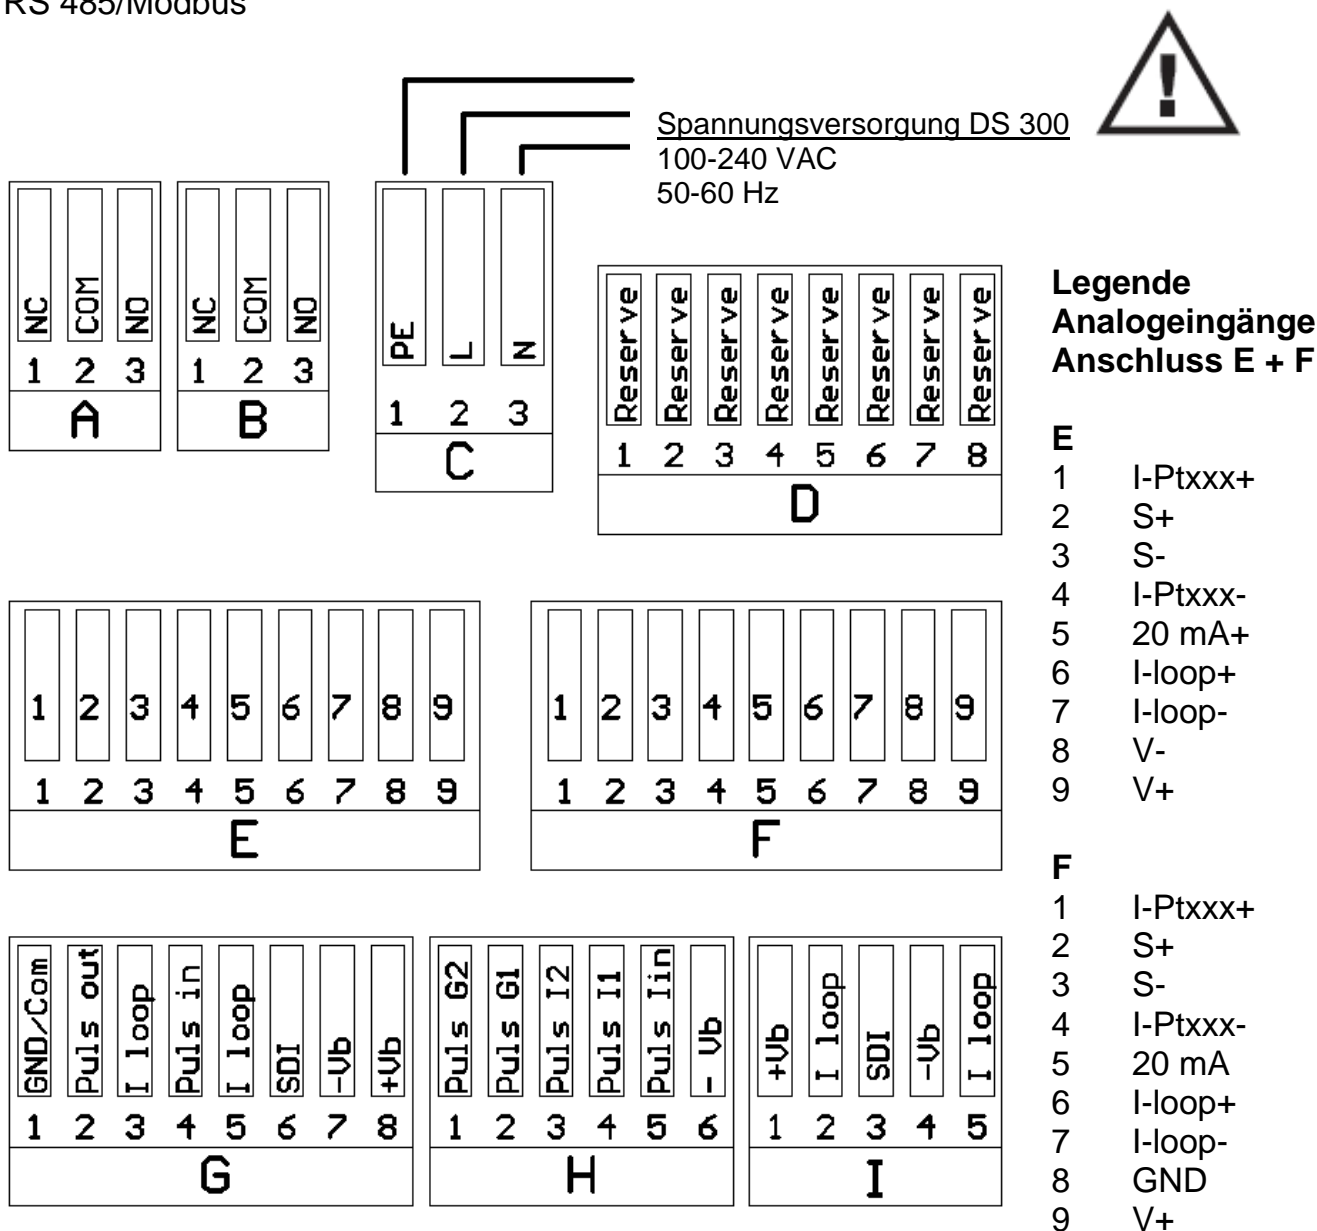 RS 485/Modbus
Spannungsversorgung DS 300
100-240 VAC
50-60 Hz
NC COM NO
1 2 3
A
NC COM NO
1 2 3
B
PE L N
1 2 3
C
Reserve Reserve Reserve Reserve Reserve Reserve Reserve Reserve
1 2 3 4 5 6 7 8
D
1 2 3 4 5 6 7 8 9
1 2 3 4 5 6 7 8 9
E
1 2 3 4 5 6 7 8 9
1 2 3 4 5 6 7 8 9
F
GND/Com Puls out I loop Puls in I loop SDI -Vb +Vb
1 2 3 4 5 6 7 8
G
Puls G2 Puls G1 Puls I2 Puls I1 Puls Iin - Vb
1 2 3 4 5 6
H
+Vb I loop SDI -Vb I loop
1 2 3 4 5
I
Legende
Analogeingänge
Anschluss E + F
E
1 I-Ptxxx+
2 S+
3 S-
4 I-Ptxxx-
5 20 mA+
6 I-loop+
7 I-loop-
8 V-
9 V+
F
1 I-Ptxxx+
2 S+
3 S-
4 I-Ptxxx-
5 20 mA
6 I-loop+
7 I-loop-
8 GND
9 V+